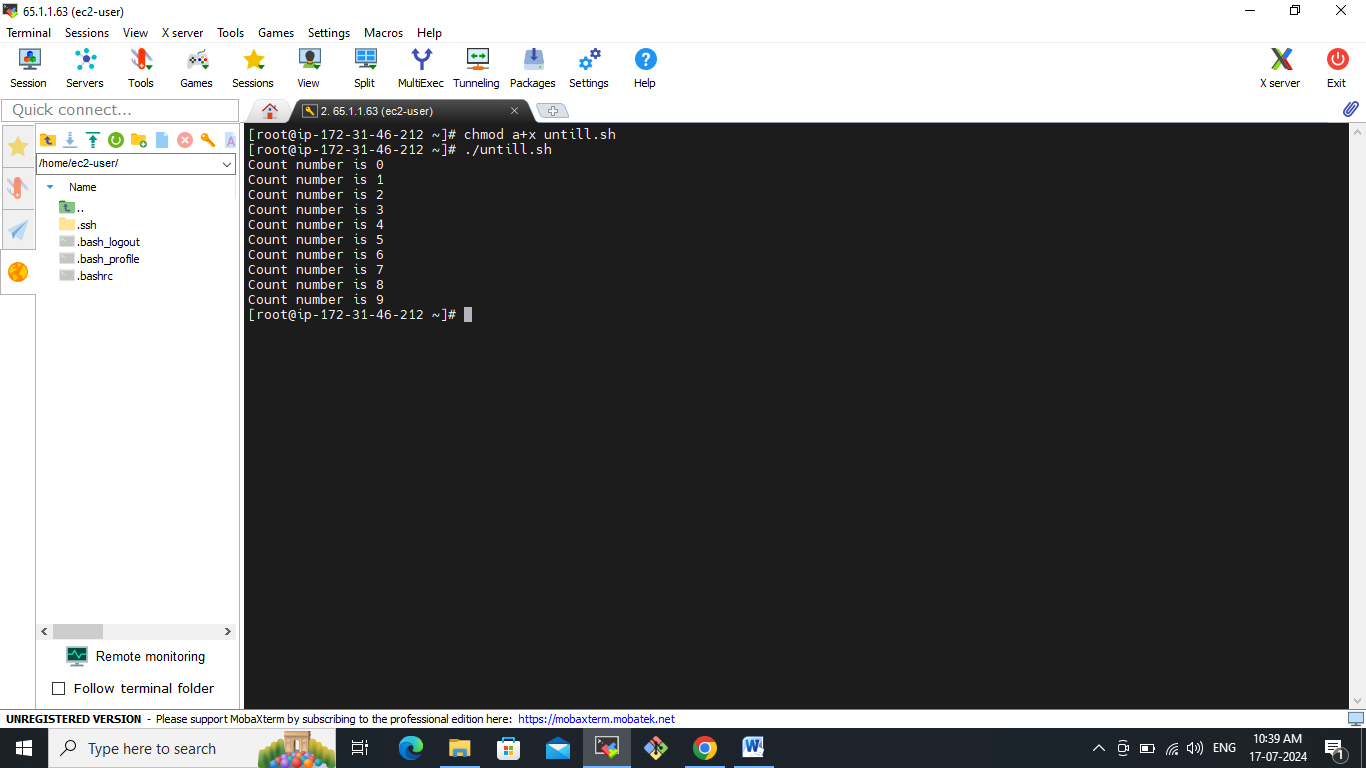 65.1.1.63 (ec2-user)
Terminal Sessions View X server Tools Games Settings Macros Help
Session Servers Tools Games Sessions View Split MultiExec Tunneling Packages Settings Help X server Exit
Quick connect...
2. 65.1.1.63 (ec2-user)
/home/ec2-user/
Name
..
.ssh
.bash_logout
.bash_profile
.bashrc
[root@ip-172-31-46-212 ~]# chmod a+x untill.sh
[root@ip-172-31-46-212 ~]# ./untill.sh
Count number is 0
Count number is 1
Count number is 2
Count number is 3
Count number is 4
Count number is 5
Count number is 6
Count number is 7
Count number is 8
Count number is 9
[root@ip-172-31-46-212 ~]#
Remote monitoring
Follow terminal folder
UNREGISTERED VERSION - Please support MobaXterm by subscribing to the professional edition here: https://mobaxterm.mobatek.net
Type here to search
ENG
10:39 AM
17-07-2024
1